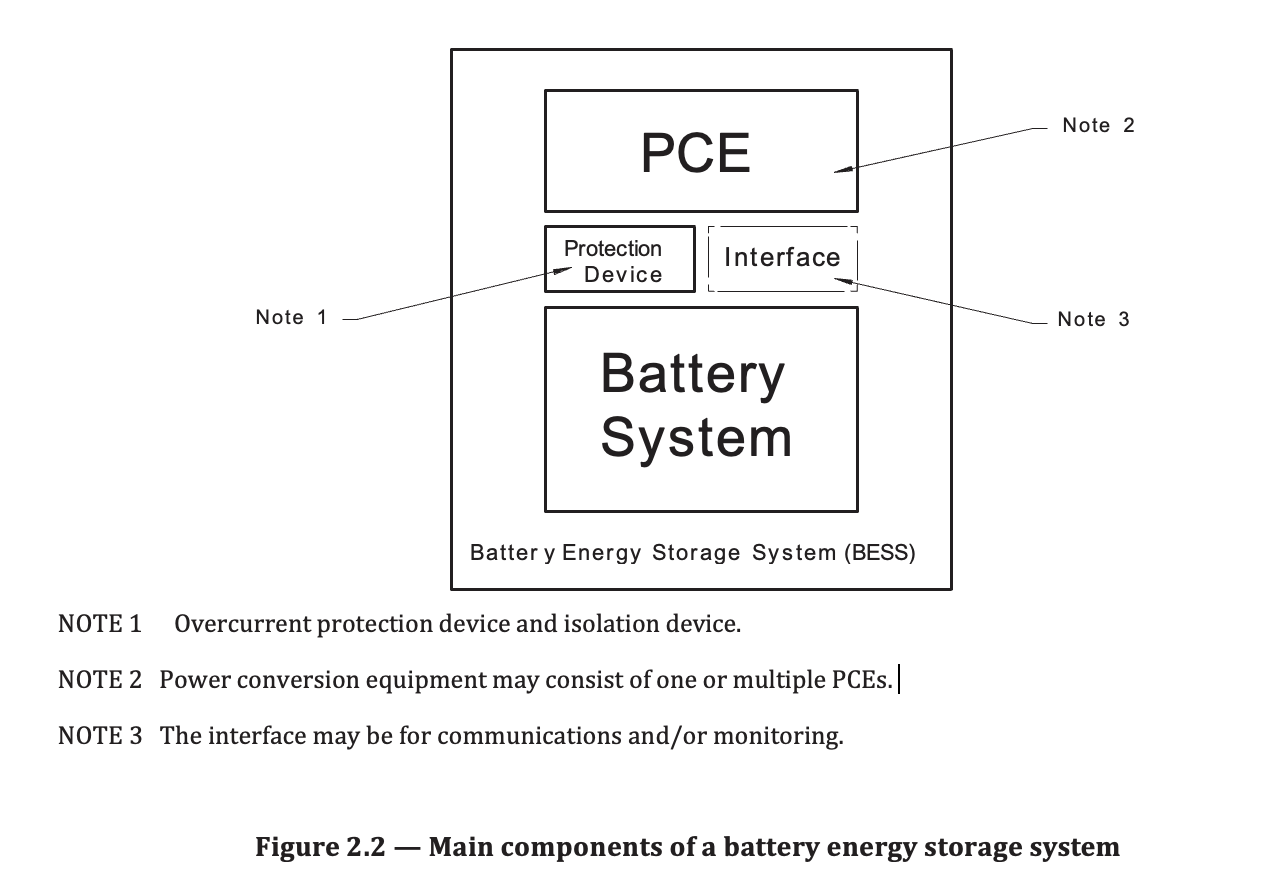 PCE
Note 2
Protection
Device
Interface
Note 1
Note 3
Battery
System
Battery Energy Storage System (BESS)
NOTE 1 Overcurrent protection device and isolation device.
NOTE 2 Power conversion equipment may consist of one or multiple PCEs.
NOTE 3 The interface may be for communications and/or monitoring.
Figure 2.2 — Main components of a battery energy storage system